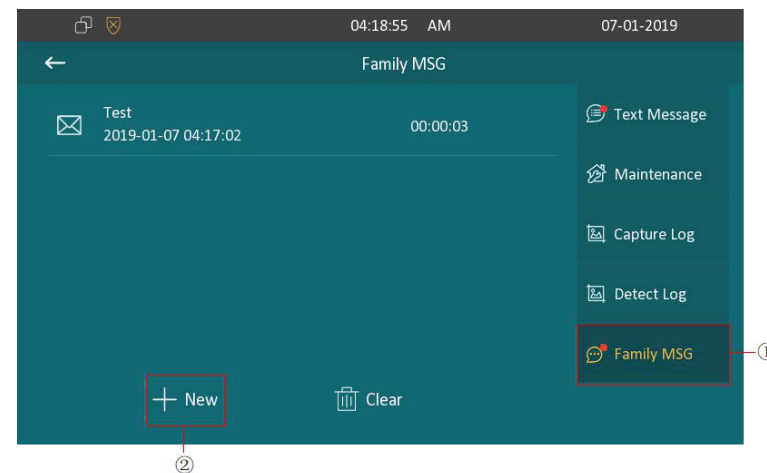 04:18:55 AM 07-01-2019
Family MSG
Test
2019-01-07 04:17:02
00:00:03
Text Message
Maintenance
Capture Log
Detect Log
Family MSG
①
New
Clear
②